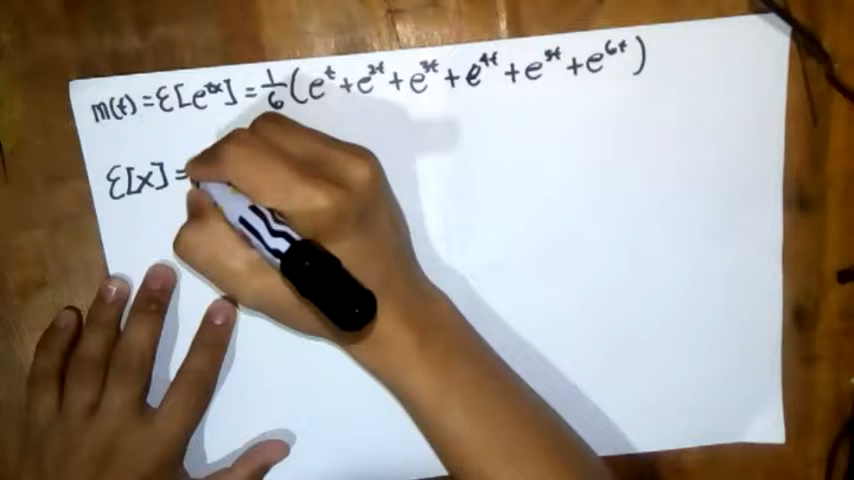 m(t) = ε[e^{tx}] = 1/6 (e^t + e^{2t} + e^{3t} + e^{4t} + e^{5t} + e^{6t})
ε[x] =